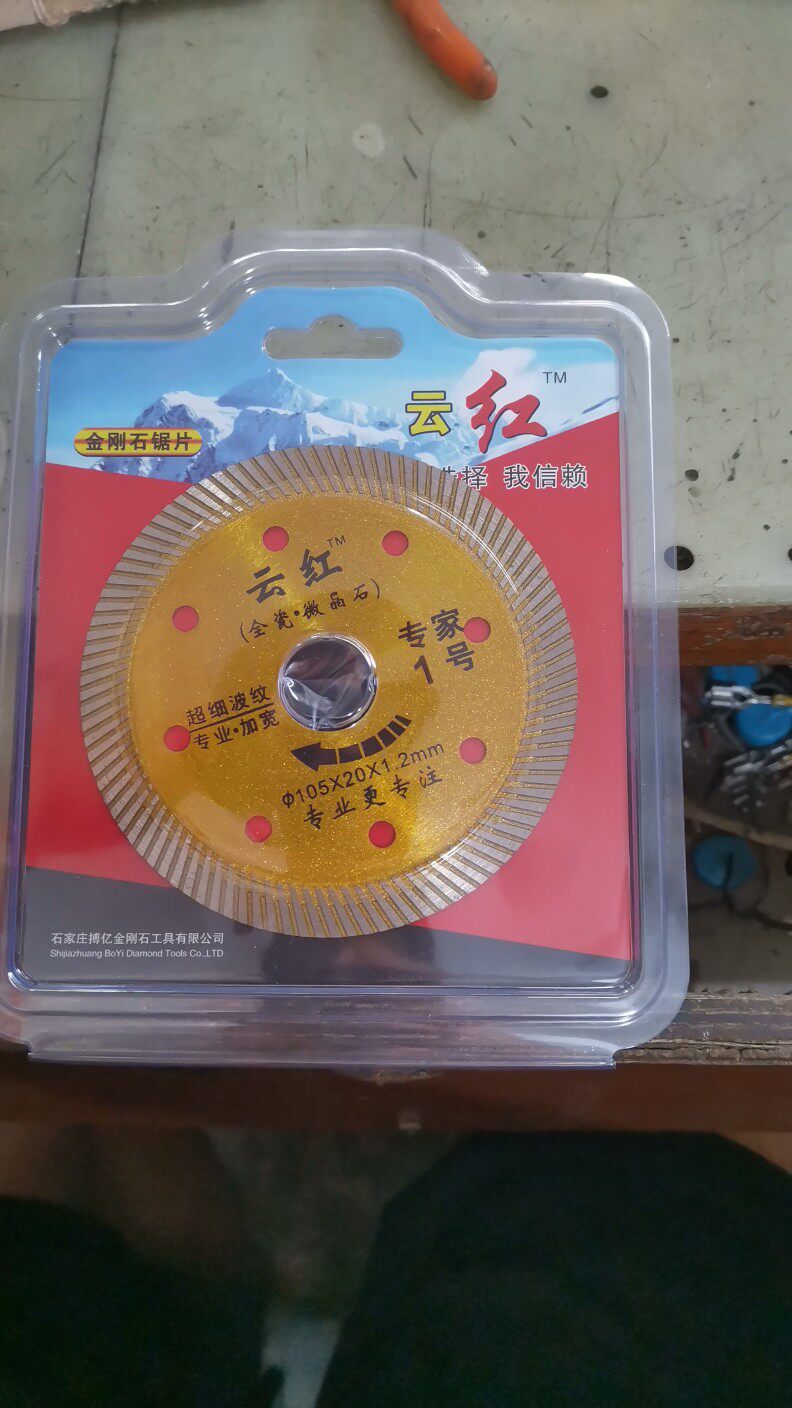 云红™
金刚石锯片
择 我信赖
云红™
(全瓷·微晶石)
专家
1号
超细波纹
专业·加宽
Φ105X20X1.2mm
专业更专注
石家庄搏亿金刚石工具有限公司
Shijiazhuang BoYi Diamond Tools Co.,LTD